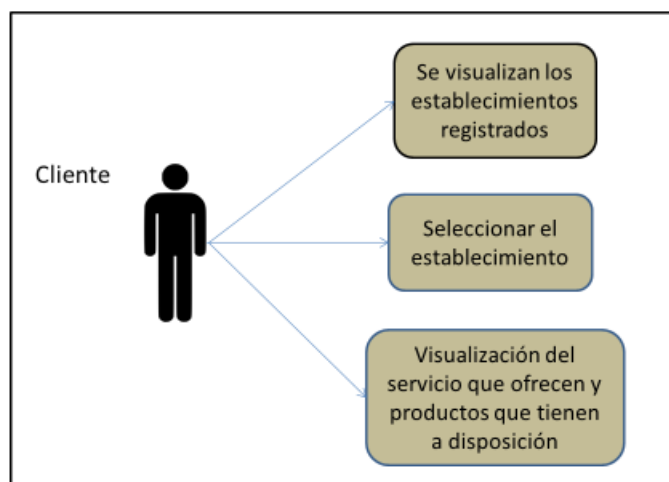 Cliente
Se visualizan los
establecimientos
registrados
Seleccionar el
establecimiento
Visualización del
servicio que ofrecen y
productos que tienen
a disposición